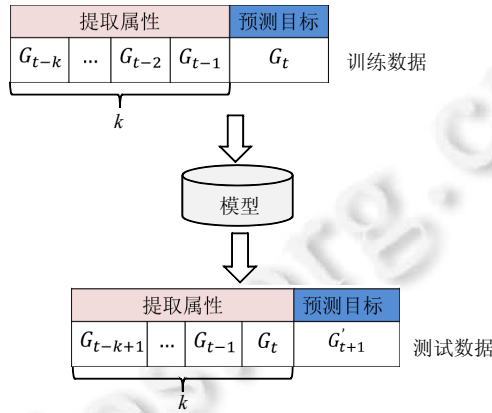 提取属性 预测目标
G_{t-k} ... G_{t-2} G_{t-1} G_t 训练数据
k
模型
提取属性 预测目标
G_{t-k+1} ... G_{t-1} G_t G'_{t+1} 测试数据
k